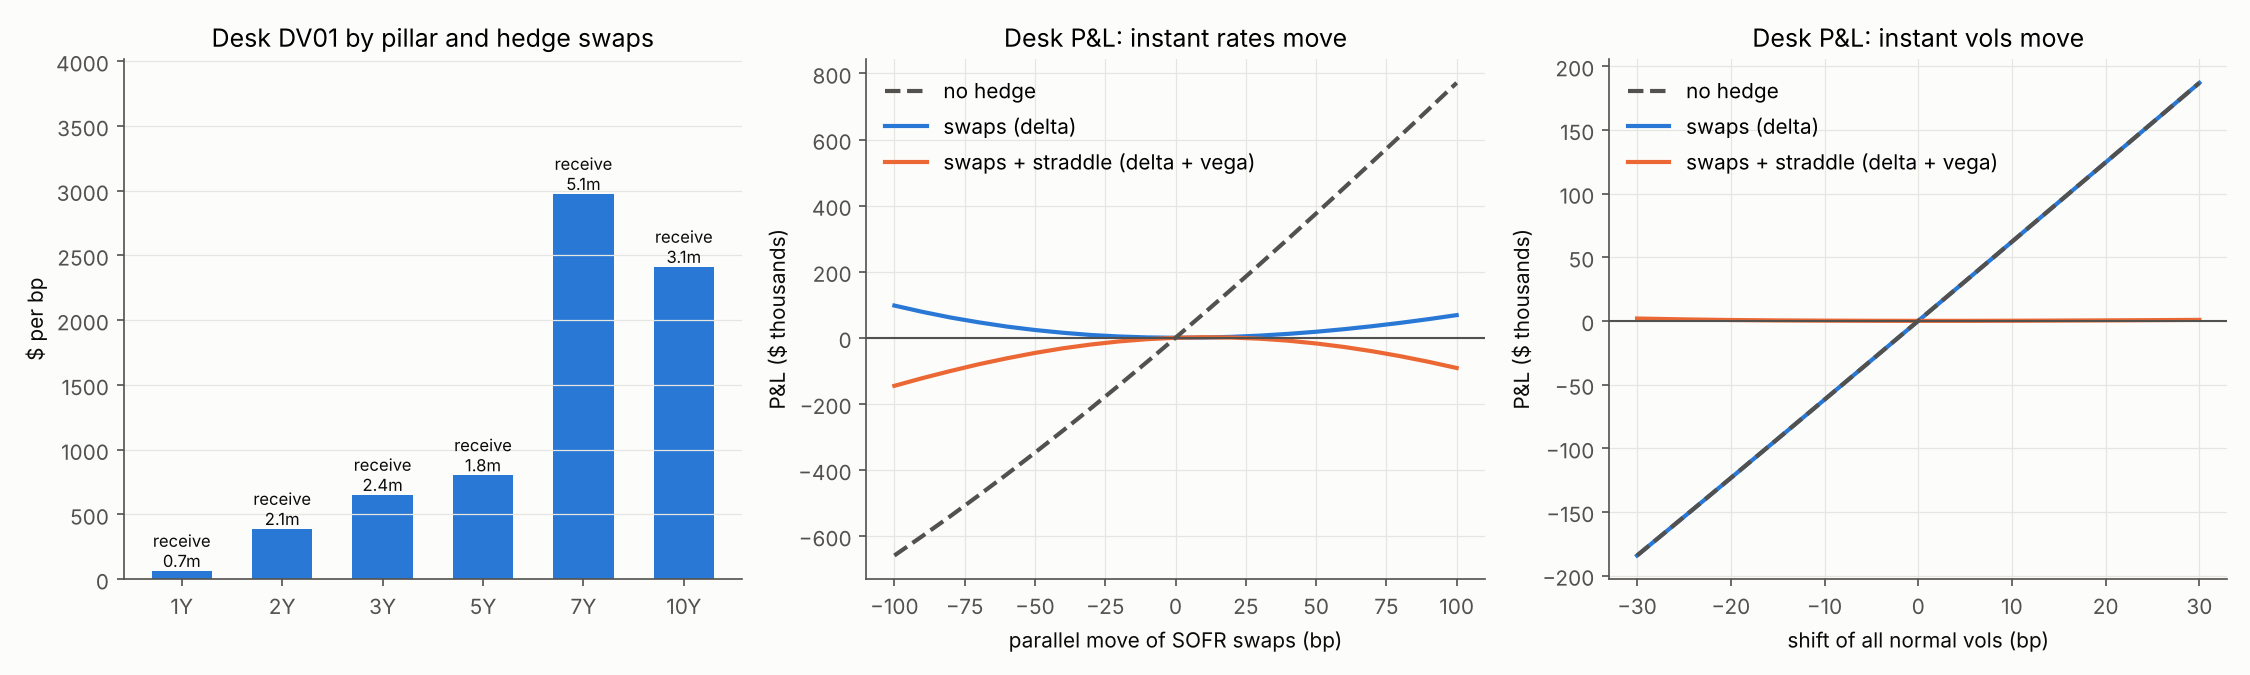 Desk DV01 by pillar and hedge swaps
$ per bp
4000
3500
3000
2500
2000
1500
1000
500
0
receive
0.7m
receive
2.1m
receive
2.4m
receive
1.8m
receive
5.1m
receive
3.1m
1Y
2Y
3Y
5Y
7Y
10Y
Desk P&L: instant rates move
P&L ($ thousands)
800
600
400
200
0
−200
−400
−600
no hedge
swaps (delta)
swaps + straddle (delta + vega)
−100
−75
−50
−25
0
25
50
75
100
parallel move of SOFR swaps (bp)
Desk P&L: instant vols move
P&L ($ thousands)
200
150
100
50
0
−50
−100
−150
−200
no hedge
swaps (delta)
swaps + straddle (delta + vega)
−30
−20
−10
0
10
20
30
shift of all normal vols (bp)